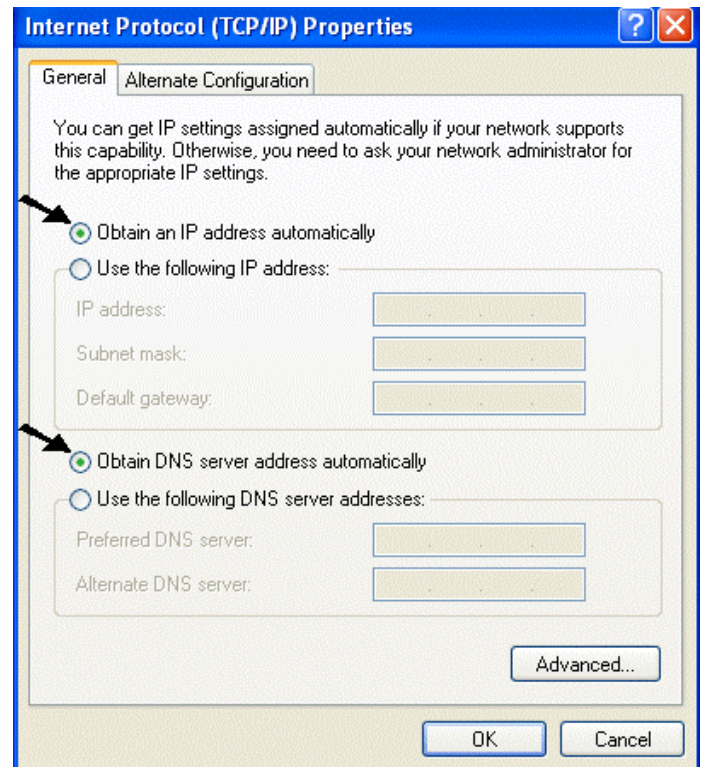 Internet Protocol (TCP/IP) Properties
General
Alternate Configuration
You can get IP settings assigned automatically if your network supports
this capability. Otherwise, you need to ask your network administrator for
the appropriate IP settings.
Obtain an IP address automatically
Use the following IP address:
IP address:
Subnet mask:
Default gateway:
Obtain DNS server address automatically
Use the following DNS server addresses:
Preferred DNS server:
Alternate DNS server:
Advanced...
OK
Cancel